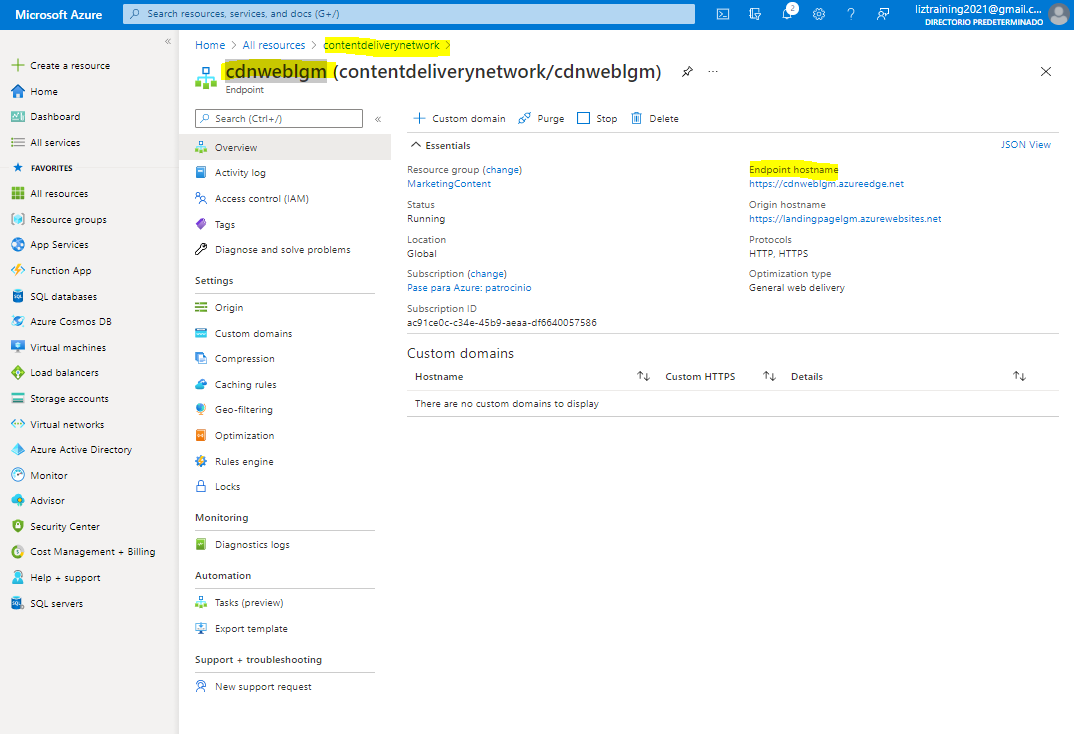 Microsoft Azure
Search resources, services, and docs (G+/)
2
liztraining2021@gmail.c...
DIRECTORIO PREDETERMINADO
«
Create a resource
Home
Dashboard
All services
FAVORITES
All resources
Resource groups
App Services
Function App
SQL databases
Azure Cosmos DB
Virtual machines
Load balancers
Storage accounts
Virtual networks
Azure Active Directory
Monitor
Advisor
Security Center
Cost Management + Billing
Help + support
SQL servers
Home > All resources > contentdeliverynetwork >
cdnweblgm (contentdeliverynetwork/cdnweblgm)
...
Endpoint
Search (Ctrl+/)
«
Overview
Activity log
Access control (IAM)
Tags
Diagnose and solve problems
Settings
Origin
Custom domains
Compression
Caching rules
Geo-filtering
Optimization
Rules engine
Locks
Monitoring
Diagnostics logs
Automation
Tasks (preview)
Export template
Support + troubleshooting
New support request
Custom domain Purge Stop Delete
Essentials
JSON View
Resource group (change)
MarketingContent
Status
Running
Location
Global
Subscription (change)
Pase para Azure: patrocinio
Subscription ID
ac91ce0c-c34e-45b9-aeaa-df6640057586
Endpoint hostname
https://cdnweblgm.azureedge.net
Origin hostname
https://landingpagelgm.azurewebsites.net
Protocols
HTTP, HTTPS
Optimization type
General web delivery
Custom domains
Hostname Custom HTTPS Details
There are no custom domains to display